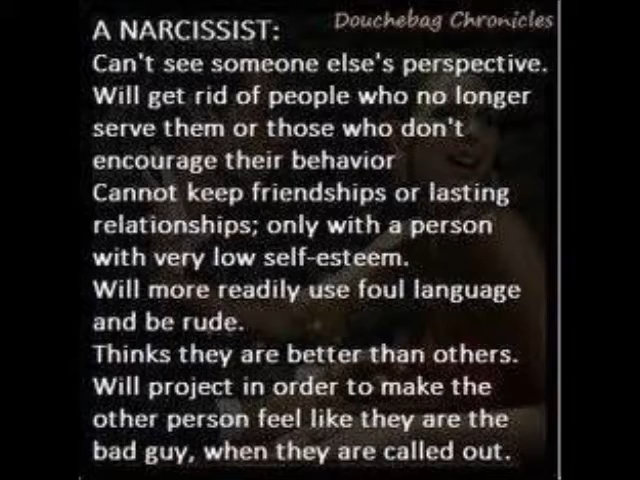 Douchebag Chronicles
A NARCISSIST:
Can't see someone else's perspective.
Will get rid of people who no longer
serve them or those who don't
encourage their behavior
Cannot keep friendships or lasting
relationships; only with a person
with very low self-esteem.
Will more readily use foul language
and be rude.
Thinks they are better than others.
Will project in order to make the
other person feel like they are the
bad guy, when they are called out.